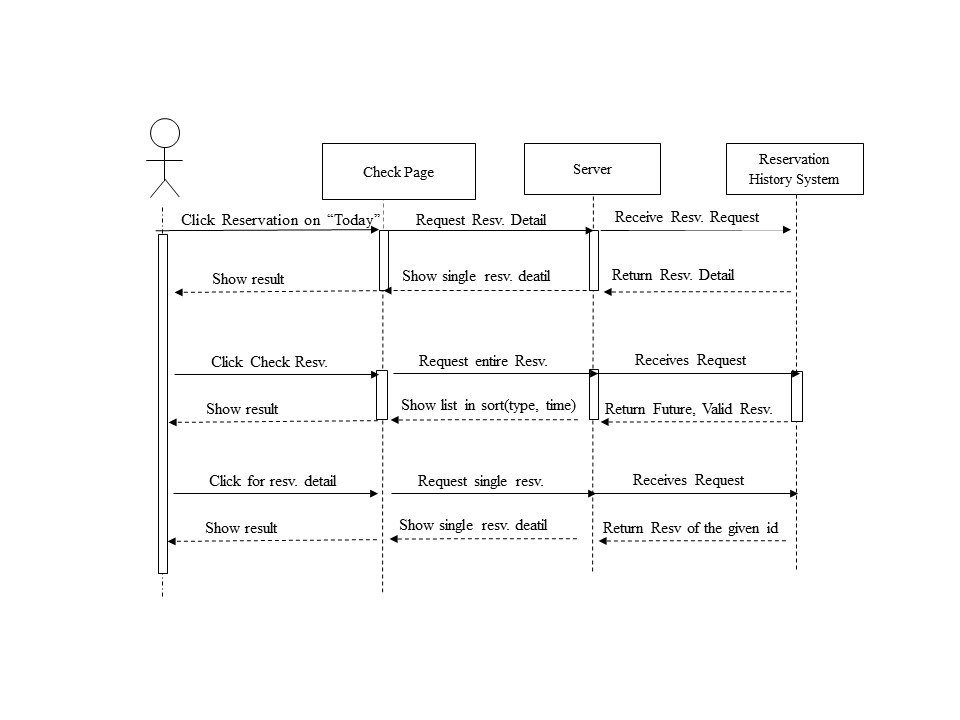 Check Page
Server
Reservation
History System
Click Reservation on “Today”
Request Resv. Detail
Receive Resv. Request
Show result
Show single resv. deatil
Return Resv. Detail
Click Check Resv.
Request entire Resv.
Receives Request
Show result
Show list in sort(type, time)
Return Future, Valid Resv.
Click for resv. detail
Request single resv.
Receives Request
Show result
Show single resv. deatil
Return Resv of the given id